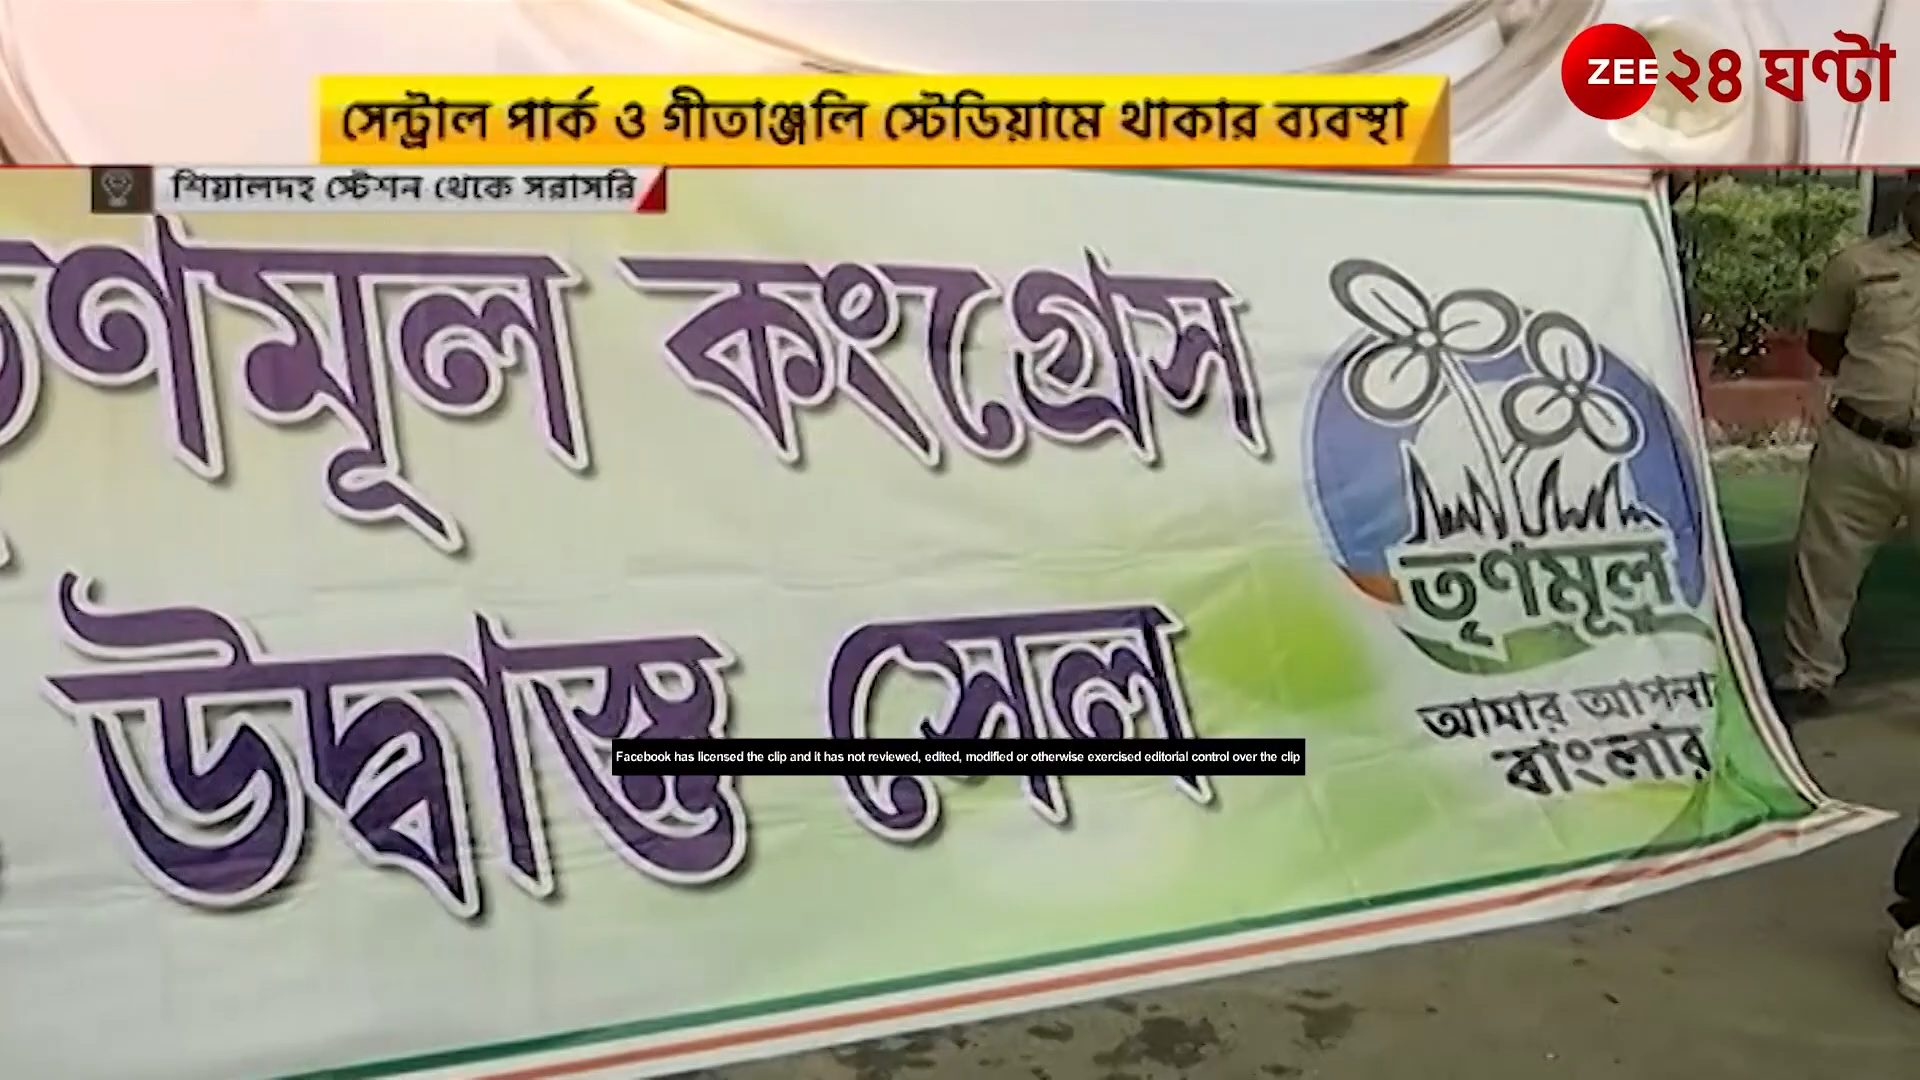 ZEE ২৪ ঘণ্টা
সেন্ট্রাল পার্ক ও গীতাঞ্জলি স্টেডিয়ামে থাকার ব্যবস্থা
শিয়ালদহ স্টেশন থেকে সরাসরি
তৃণমূল কংগ্রেস
উদ্বাস্তু সেল
তৃণমূল
আমার আপনার
বাংলার
Facebook has licensed the clip and it has not reviewed, edited, modified or otherwise exercised editorial control over the clip